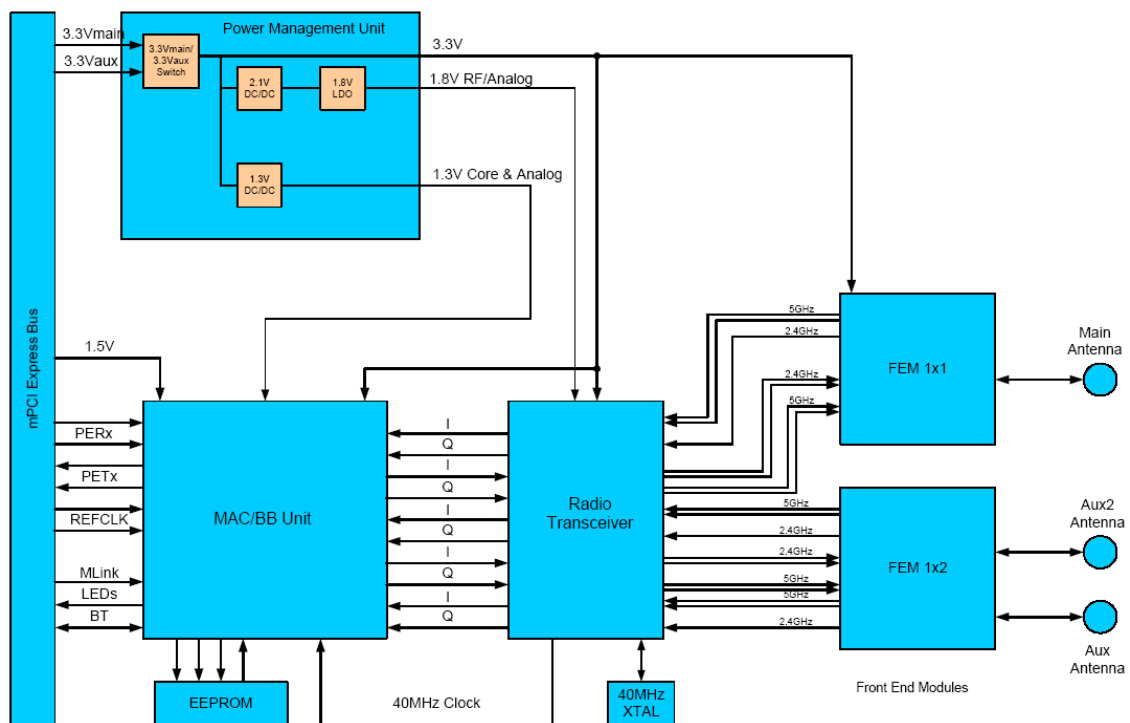 mPCI Express Bus
3.3Vmain
3.3Vaux
Power Management Unit
3.3Vmain/
3.3Vaux
Switch
2.1V
DC/DC
1.8V
LDO
1.3V
DC/DC
3.3V
1.8V RF/Analog
1.3V Core & Analog
1.5V
PERx
PETx
REFCLK
MLink
LEDs
BT
MAC/BB Unit
I
Q
I
Q
I
Q
I
Q
I
Q
Radio
Transceiver
5GHz
2.4GHz
2.4GHz
5GHz
5GHz
2.4GHz
2.4GHz
5GHz
5GHz
2.4GHz
FEM 1x1
FEM 1x2
Main
Antenna
Aux2
Antenna
Aux
Antenna
Front End Modules
EEPROM
40MHz Clock
40MHz
XTAL